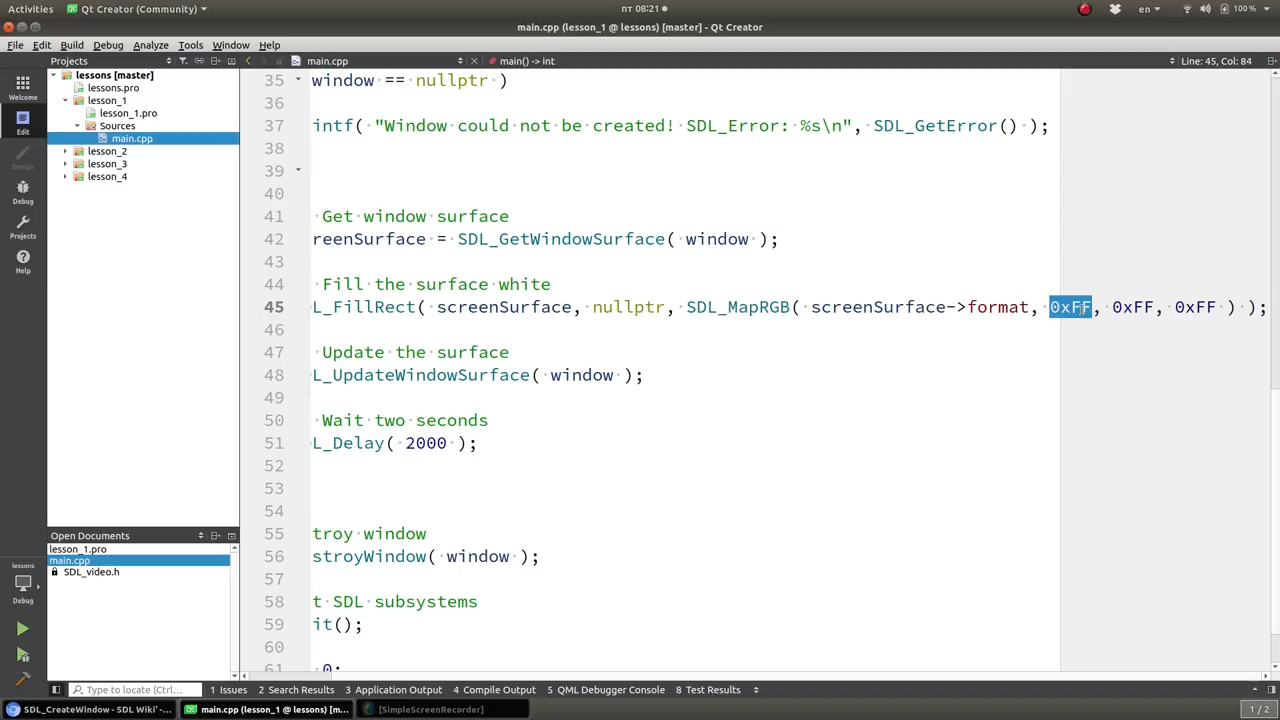 Activities Qt Creator (Community) пт 08:21 en 100 %
main.cpp (lesson_1 @ lessons) [master] - Qt Creator
File Edit Build Debug Analyze Tools Window Help
Projects main.cpp main() -> int Line: 45, Col: 84
Welcome
Edit
Design
Debug
Projects
Help
lessons [master]
lessons.pro
lesson_1
lesson_1.pro
Sources
main.cpp
lesson_2
lesson_3
lesson_4
35 window == nullptr )
36
37 intf( "Window could not be created! SDL_Error: %s\n", SDL_GetError() );
38
39
40
41 Get window surface
42 reenSurface = SDL_GetWindowSurface( window );
43
44 Fill the surface white
45 L_FillRect( screenSurface, nullptr, SDL_MapRGB( screenSurface->format, 0xFF, 0xFF, 0xFF ) );
46
47 Update the surface
48 L_UpdateWindowSurface( window );
49
50 Wait two seconds
51 L_Delay( 2000 );
52
53
54
55 troy window
56 stroyWindow( window );
57
58 t SDL subsystems
59 it();
60
61 0;
Open Documents
lesson_1.pro
main.cpp
SDL_video.h
lessons
Debug
Type to locate (Ctrl... 1 Issues 2 Search Results 3 Application Output 4 Compile Output 5 QML Debugger Console 8 Test Results
SDL_CreateWindow - SDL Wiki' -... main.cpp (lesson_1 @ lessons) [m... [SimpleScreenRecorder] 1 / 2